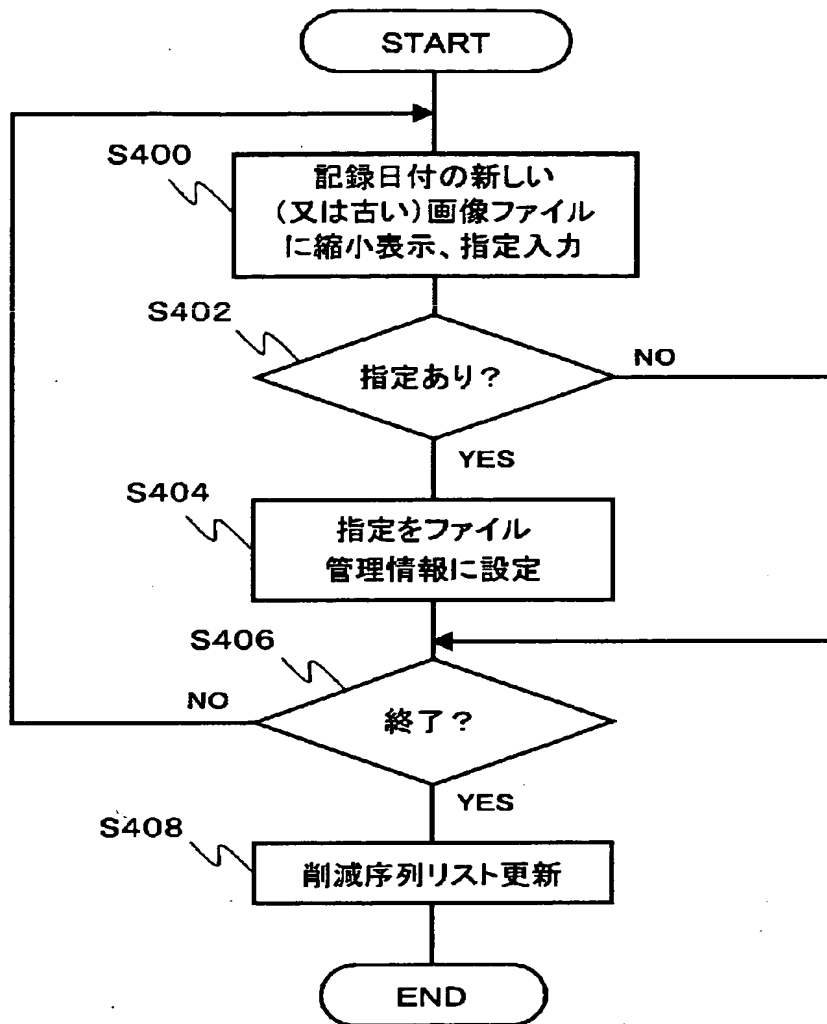 START
S400
記録日付の新しい
(又は古い)画像ファイル
に縮小表示、指定入力
S402
指定あり?
NO
YES
S404
指定をファイル
管理情報に設定
S406
NO
終了?
YES
S408
削減序列リスト更新
END